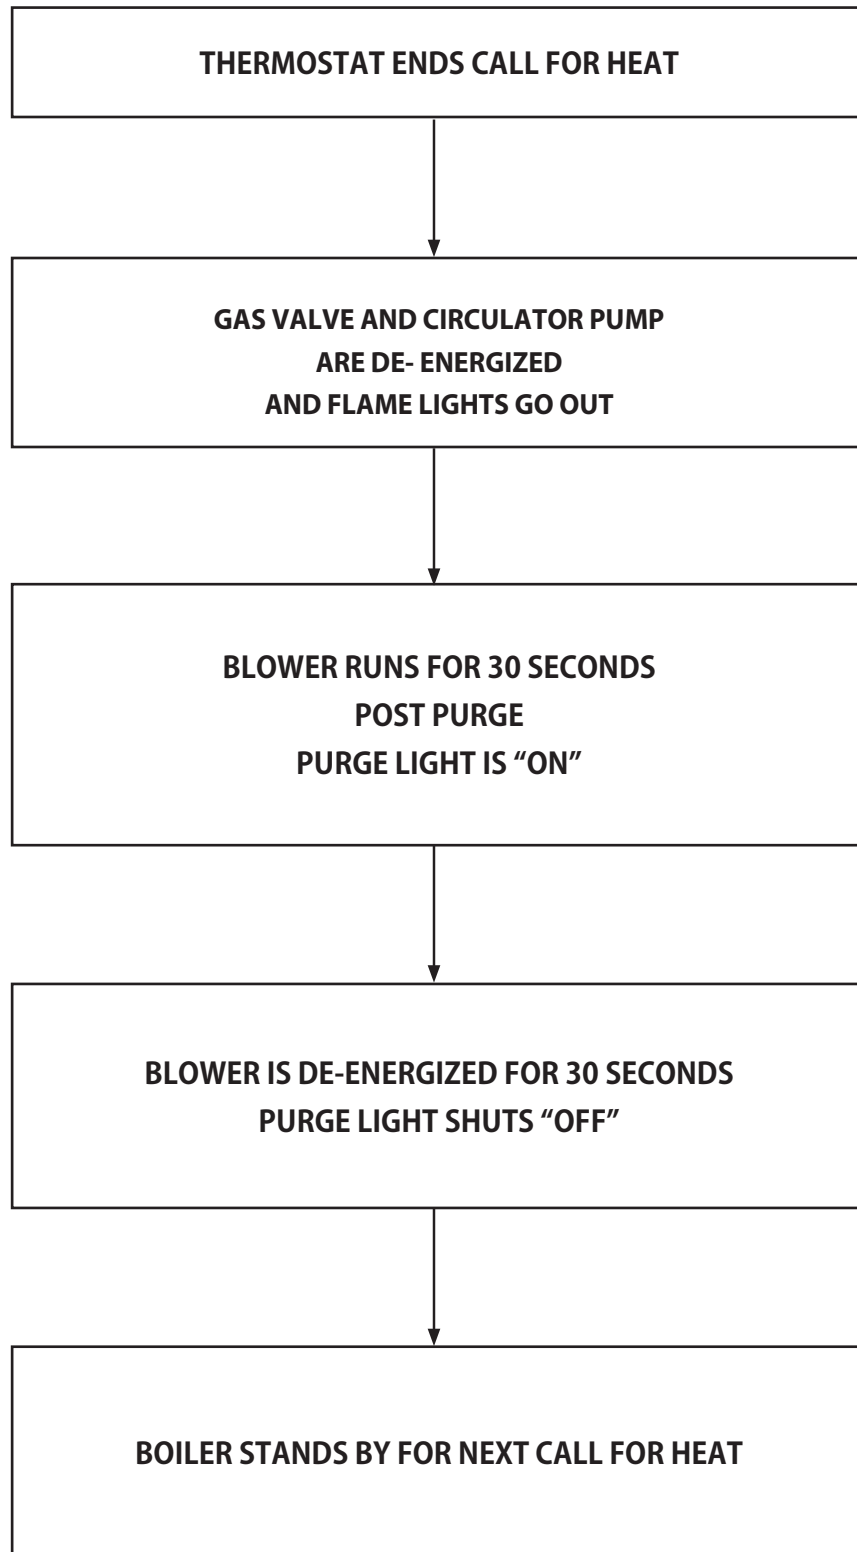 THERMOSTAT ENDS CALL FOR HEAT
GAS VALVE AND CIRCULATOR PUMP
ARE DE- ENERGIZED
AND FLAME LIGHTS GO OUT
BLOWER RUNS FOR 30 SECONDS
POST PURGE
PURGE LIGHT IS “ON”
BLOWER IS DE-ENERGIZED FOR 30 SECONDS
PURGE LIGHT SHUTS “OFF”
BOILER STANDS BY FOR NEXT CALL FOR HEAT